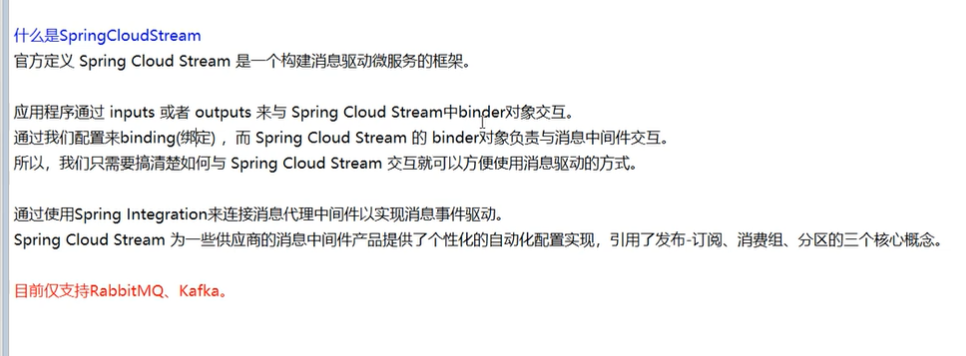 什么是SpringCloudStream
官方定义 Spring Cloud Stream 是一个构建消息驱动微服务的框架。
应用程序通过 inputs 或者 outputs 来与 Spring Cloud Stream中binder对象交互。
通过我们配置来binding(绑定) ，而 Spring Cloud Stream 的 binder对象负责与消息中间件交互。
所以，我们只需要搞清楚如何与 Spring Cloud Stream 交互就可以方便使用消息驱动的方式。
通过使用Spring Integration来连接消息代理中间件以实现消息事件驱动。
Spring Cloud Stream 为一些供应商的消息中间件产品提供了个性化的自动化配置实现，引用了发布-订阅、消费组、分区的三个核心概念。
目前仅支持RabbitMQ、Kafka。